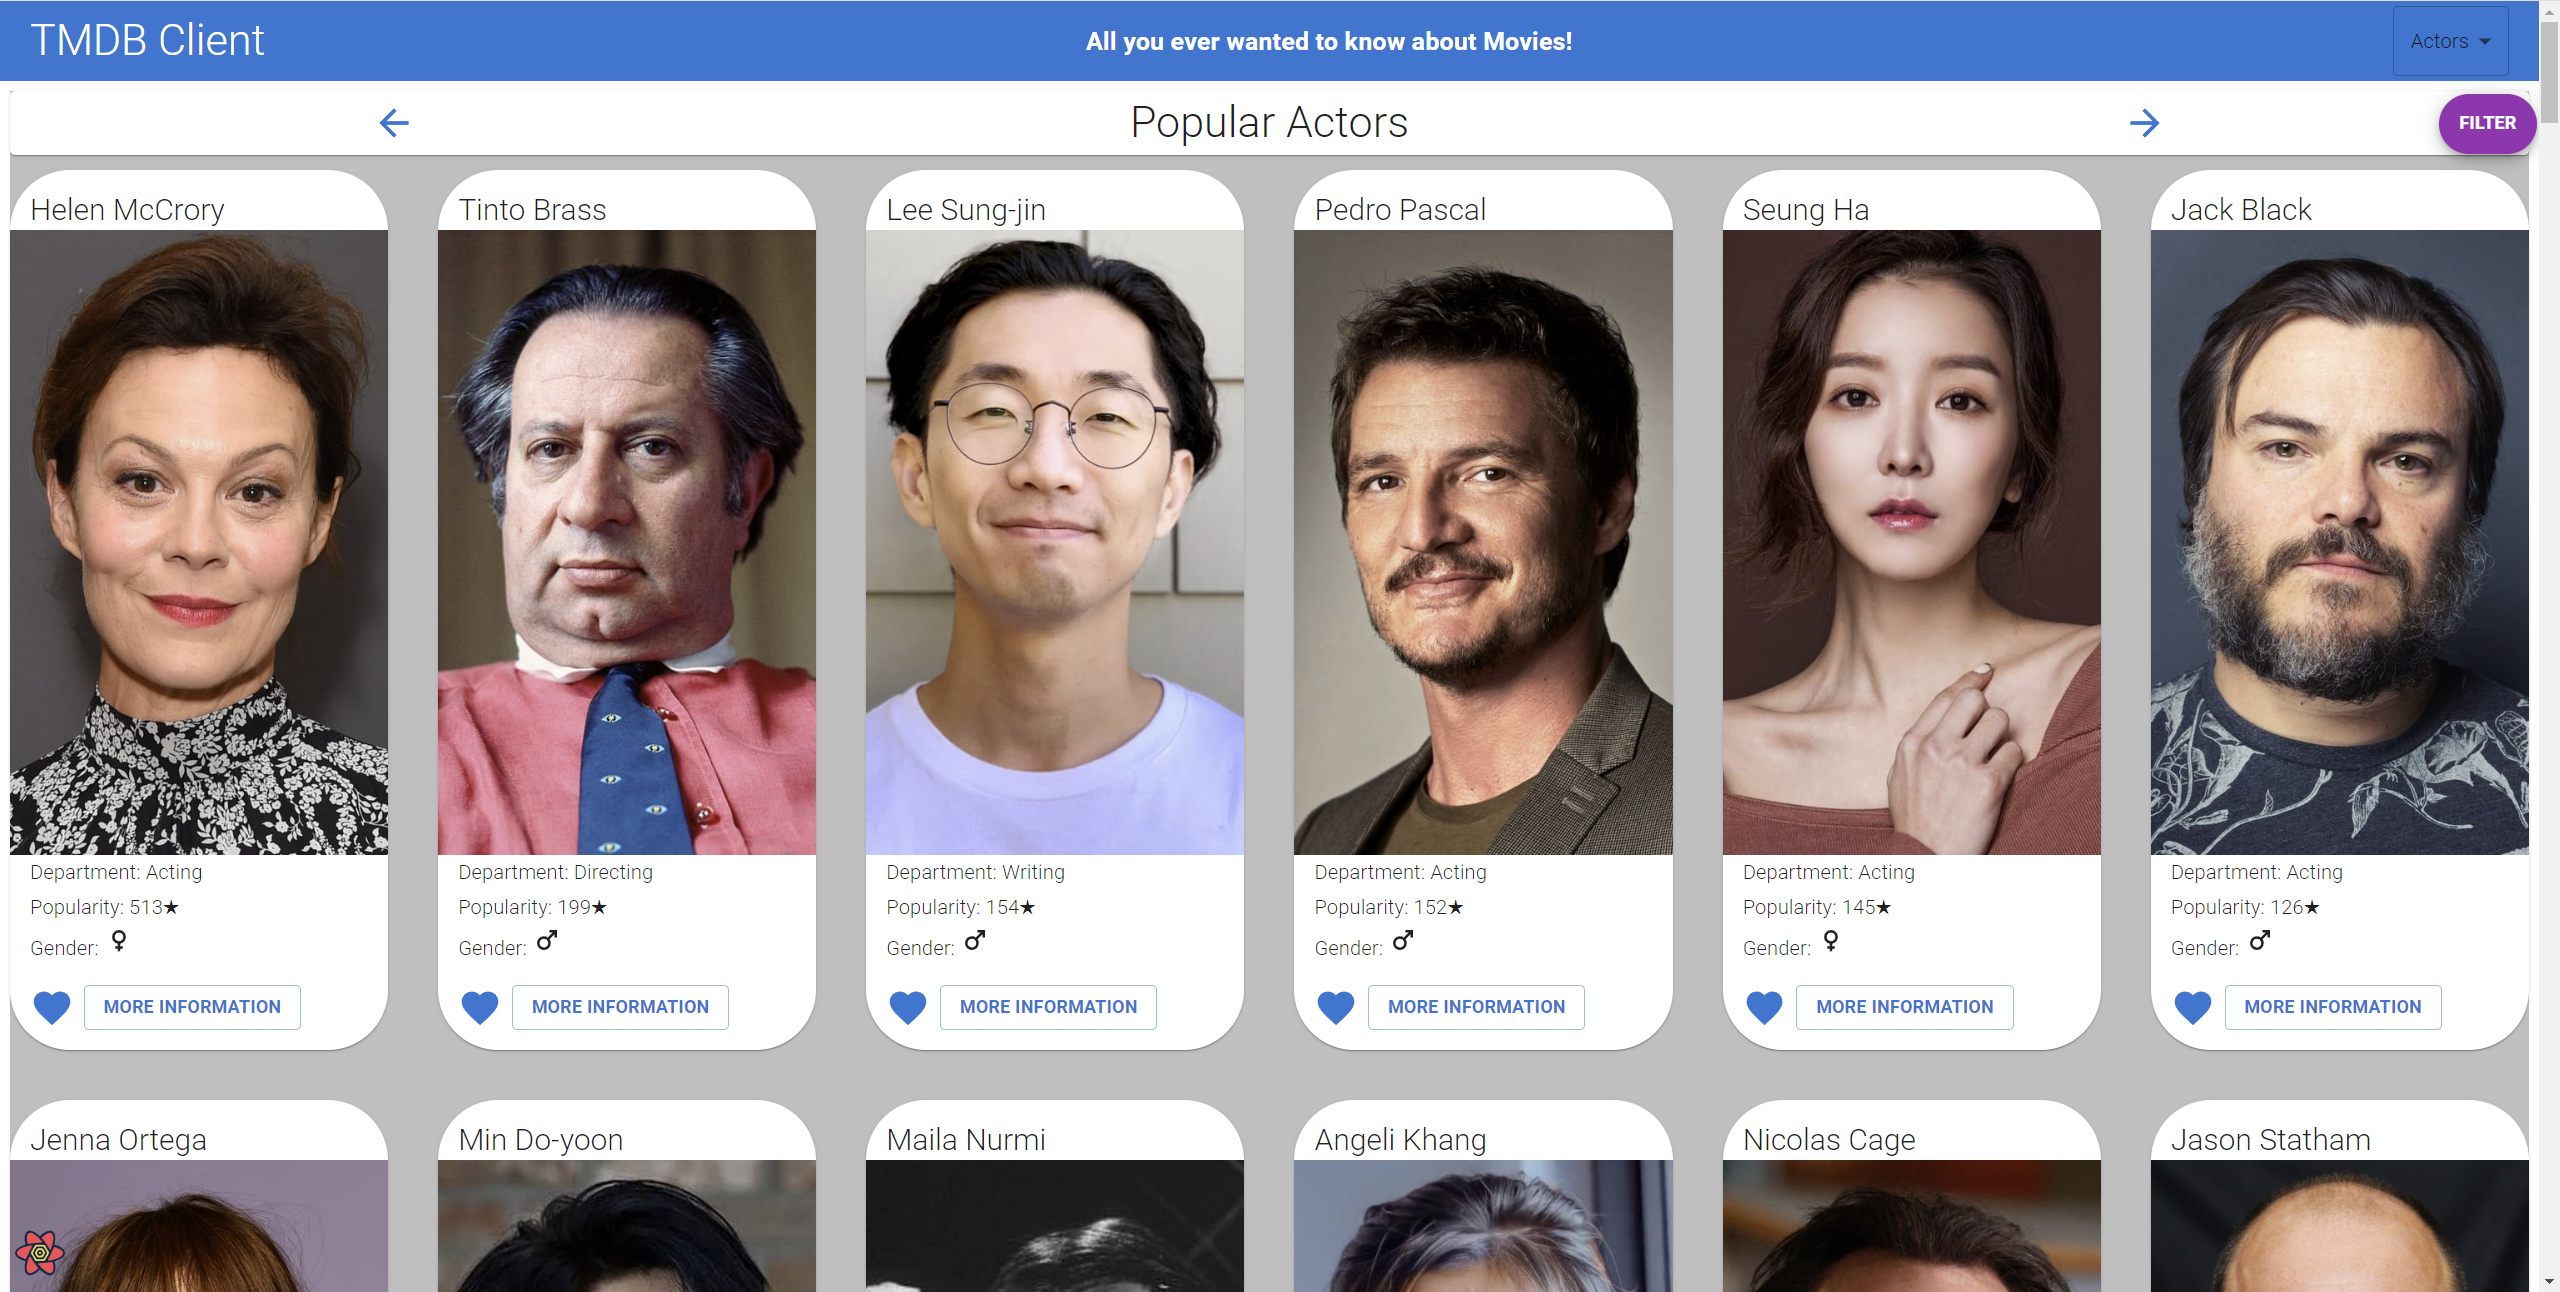 TMDB Client
All you ever wanted to know about Movies!
Actors
Popular Actors
FILTER
Helen McCrory
Tinto Brass
Lee Sung-jin
Pedro Pascal
Seung Ha
Jack Black
Department: Acting
Popularity: 513★
Gender: ♀
MORE INFORMATION
Department: Directing
Popularity: 199★
Gender: ♂
MORE INFORMATION
Department: Writing
Popularity: 154★
Gender: ♂
MORE INFORMATION
Department: Acting
Popularity: 152★
Gender: ♂
MORE INFORMATION
Department: Acting
Popularity: 145★
Gender: ♀
MORE INFORMATION
Department: Acting
Popularity: 126★
Gender: ♂
MORE INFORMATION
Jenna Ortega
Min Do-yoon
Maila Nurmi
Angeli Khang
Nicolas Cage
Jason Statham